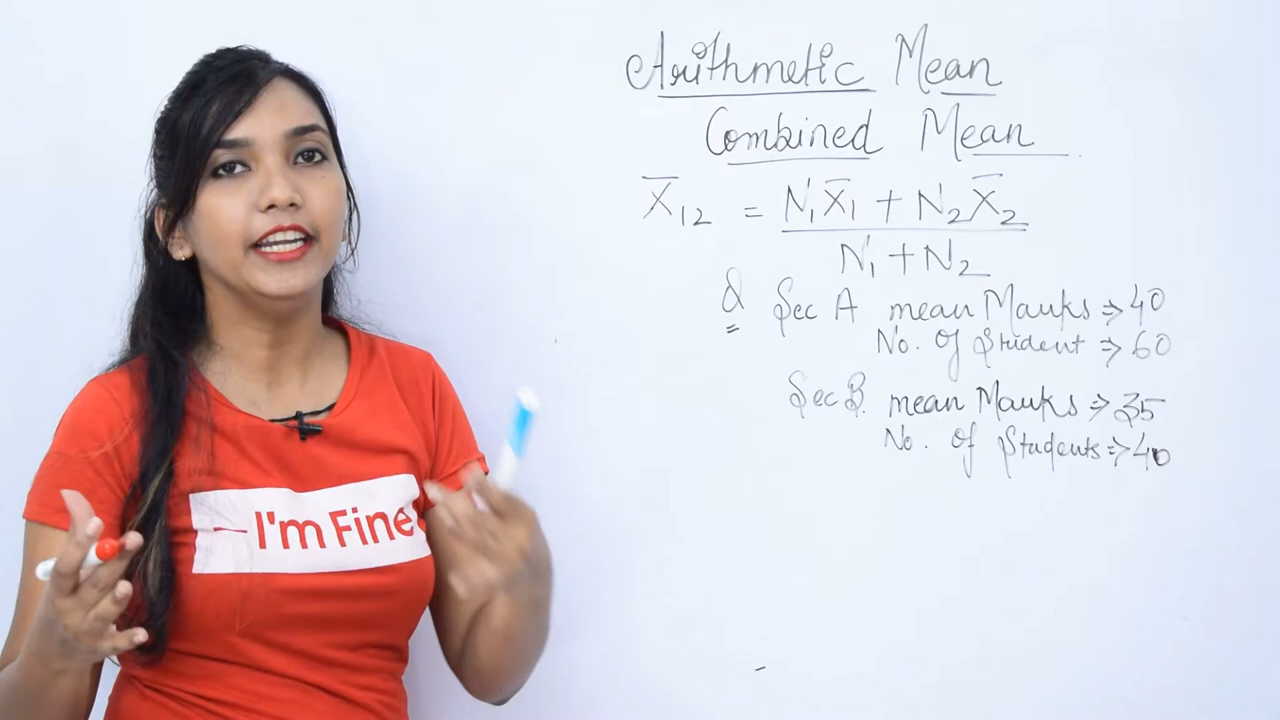 Arithmetic Mean
Combined Mean
X̄₁₂ = N₁X̄₁ + N₂X̄₂
N₁ + N₂
Q Sec A mean Marks ⇒ 40
No. Of Student ⇒ 60
Sec B. mean Marks ⇒ 35
No. Of Students ⇒ 40
I'm Fine